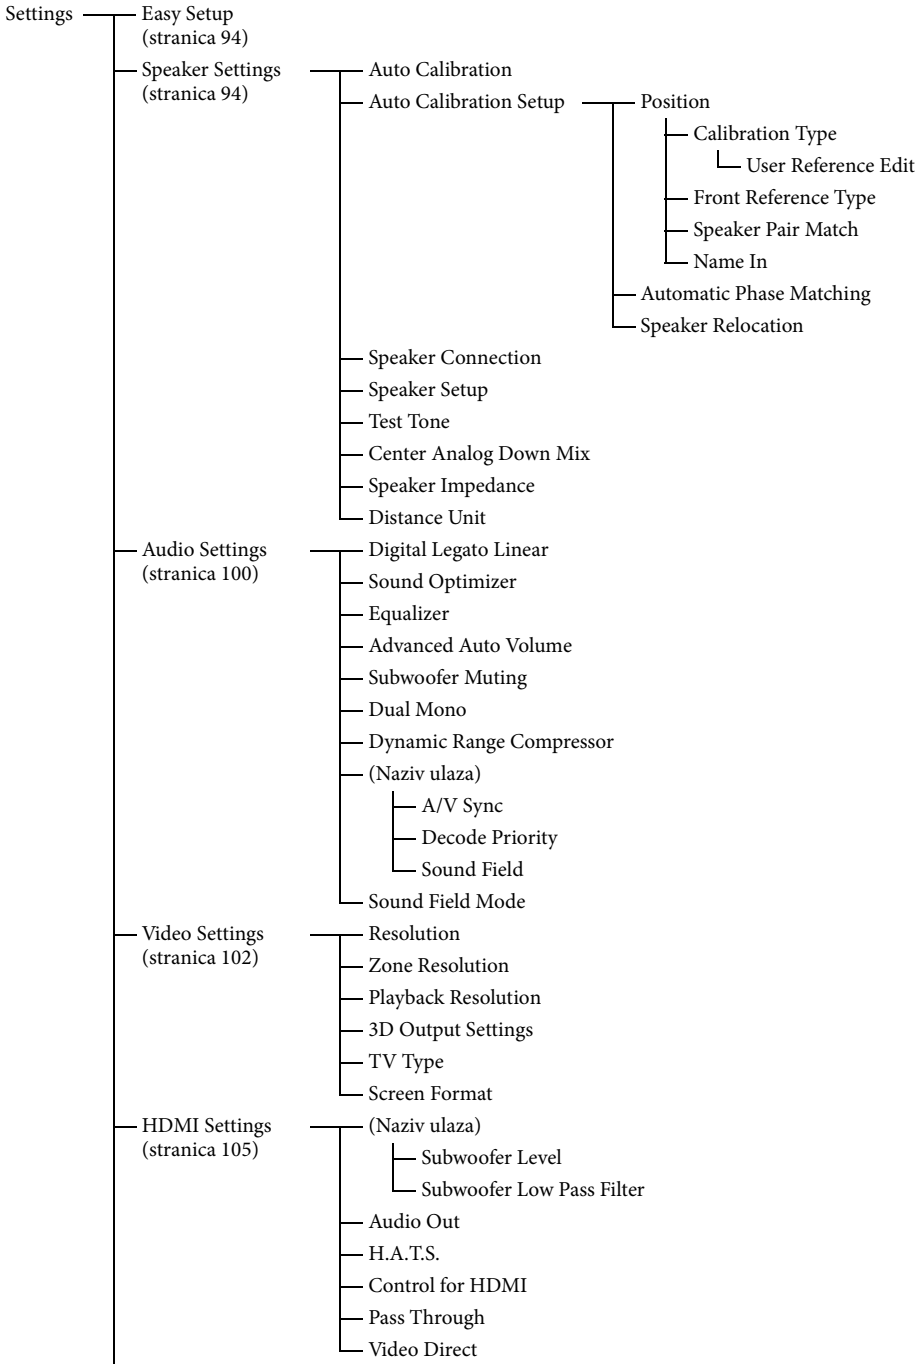 Settings
Easy Setup
(stranica 94)
Speaker Settings
(stranica 94)
Auto Calibration
Auto Calibration Setup
Position
Calibration Type
User Reference Edit
Front Reference Type
Speaker Pair Match
Name In
Automatic Phase Matching
Speaker Relocation
Speaker Connection
Speaker Setup
Test Tone
Center Analog Down Mix
Speaker Impedance
Distance Unit
Audio Settings
(stranica 100)
Digital Legato Linear
Sound Optimizer
Equalizer
Advanced Auto Volume
Subwoofer Muting
Dual Mono
Dynamic Range Compressor
(Naziv ulaza)
A/V Sync
Decode Priority
Sound Field
Sound Field Mode
Video Settings
(stranica 102)
Resolution
Zone Resolution
Playback Resolution
3D Output Settings
TV Type
Screen Format
HDMI Settings
(stranica 105)
(Naziv ulaza)
Subwoofer Level
Subwoofer Low Pass Filter
Audio Out
H.A.T.S.
Control for HDMI
Pass Through
Video Direct